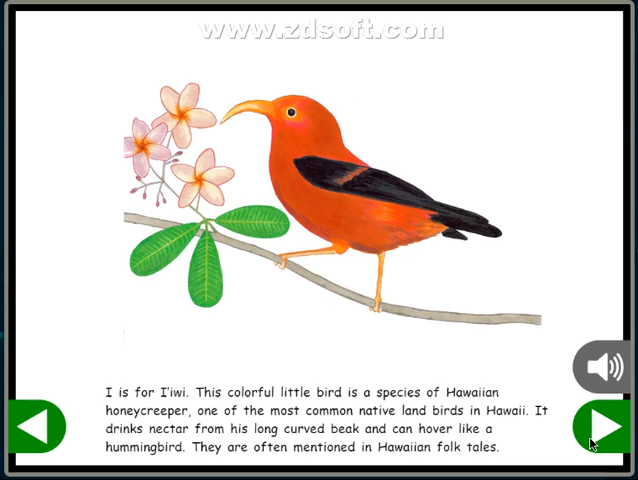 www.zdsoft.com
I is for I'iwi. This colorful little bird is a species of Hawaiian
honeycreeper, one of the most common native land birds in Hawaii. It
drinks nectar from his long curved beak and can hover like a
hummingbird. They are often mentioned in Hawaiian folk tales.